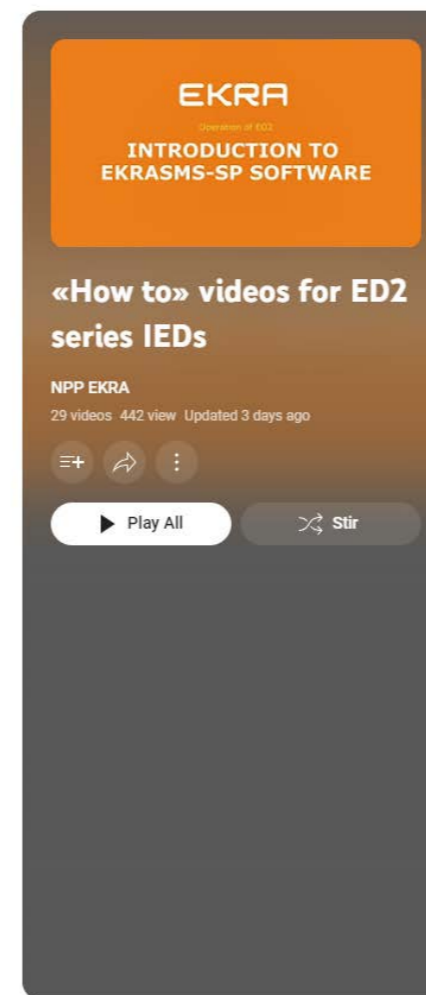 EKRA
Operation of ED2
INTRODUCTION TO
EKRASMS-SP SOFTWARE
«How to» videos for ED2
series IEDs
NPP EKRA
29 videos 442 view Updated 3 days ago
Play All
Stir